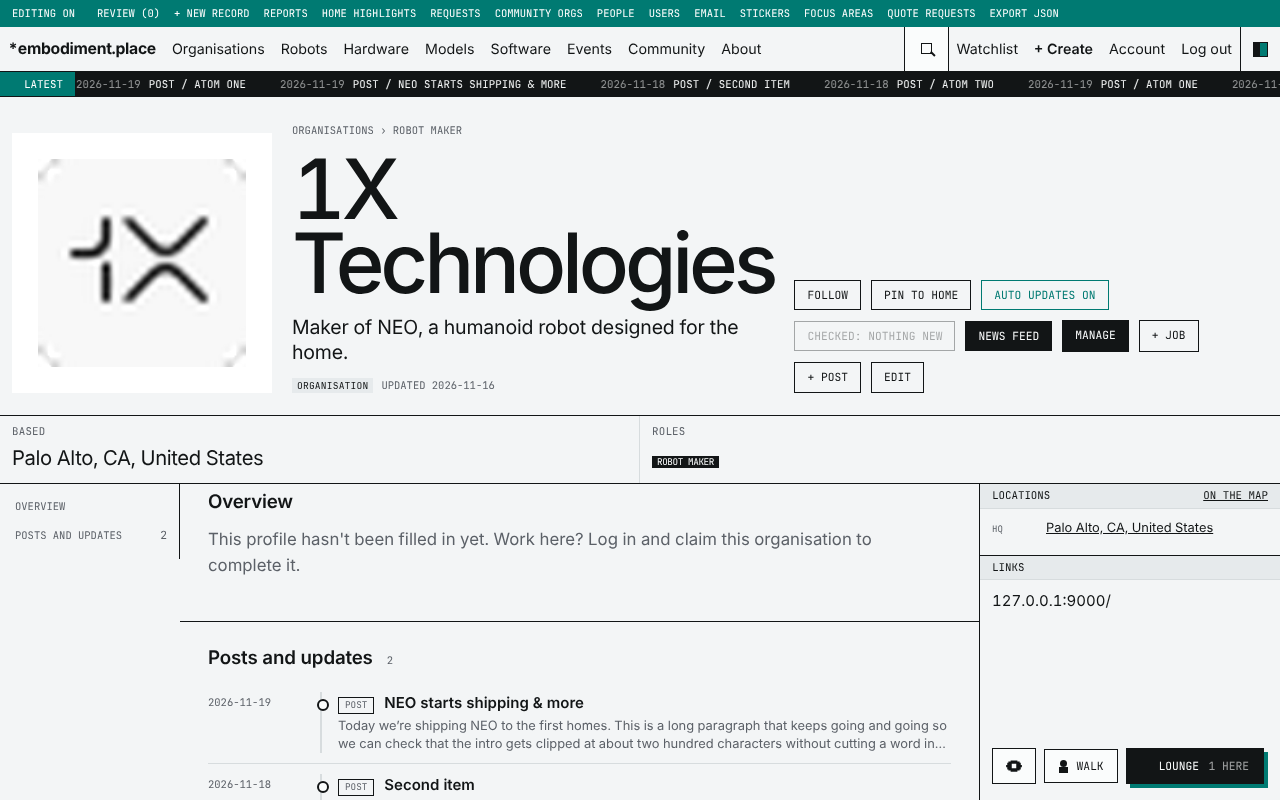 EDITING ON REVIEW (0) + NEW RECORD REPORTS HOME HIGHLIGHTS REQUESTS COMMUNITY ORGS PEOPLE USERS EMAIL STICKERS FOCUS AREAS QUOTE REQUESTS EXPORT JSON
*embodiment.place Organisations Robots Hardware Models Software Events Community About Watchlist + Create Account Log out
LATEST 2026-11-19 POST / ATOM ONE 2026-11-19 POST / NEO STARTS SHIPPING & MORE 2026-11-18 POST / SECOND ITEM 2026-11-18 POST / ATOM TWO 2026-11-19 POST / ATOM ONE 2026-11-
ORGANISATIONS › ROBOT MAKER
1X
Technologies
Maker of NEO, a humanoid robot designed for the
home.
ORGANISATION UPDATED 2026-11-16
FOLLOW PIN TO HOME AUTO UPDATES ON
CHECKED: NOTHING NEW NEWS FEED MANAGE + JOB
+ POST EDIT
BASED
Palo Alto, CA, United States
ROLES
ROBOT MAKER
OVERVIEW
POSTS AND UPDATES 2
Overview
This profile hasn't been filled in yet. Work here? Log in and claim this organisation to
complete it.
Posts and updates 2
2026-11-19 POST NEO starts shipping & more
Today we’re shipping NEO to the first homes. This is a long paragraph that keeps going and going so
we can check that the intro gets clipped at about two hundred characters without cutting a word in…
2026-11-18 POST Second item
LOCATIONS ON THE MAP
HQ Palo Alto, CA, United States
LINKS
127.0.0.1:9000/
WALK LOUNGE 1 HERE